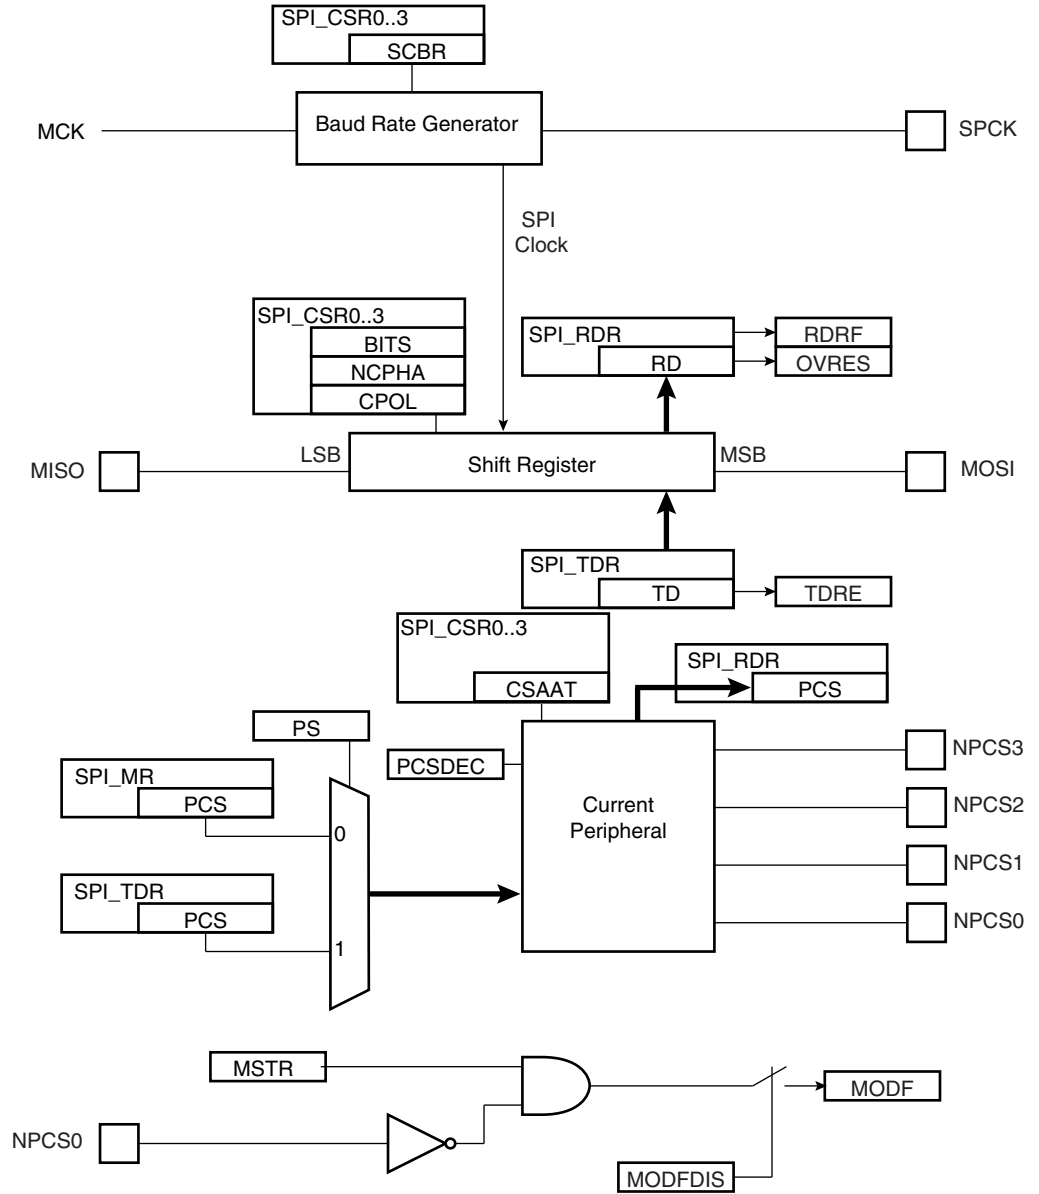 SPI_CSR0..3
SCBR
MCK
Baud Rate Generator
SPCK
SPI
Clock
SPI_CSR0..3
BITS
NCPHA
CPOL
SPI_RDR
RD
RDRF
OVRES
MISO
LSB
Shift Register
MSB
MOSI
SPI_TDR
TD
TDRE
SPI_CSR0..3
CSAAT
SPI_RDR
PCS
PS
PCSDEC
SPI_MR
PCS
0
SPI_TDR
PCS
1
Current
Peripheral
NPCS3
NPCS2
NPCS1
NPCS0
MSTR
MODF
NPCS0
MODFDIS